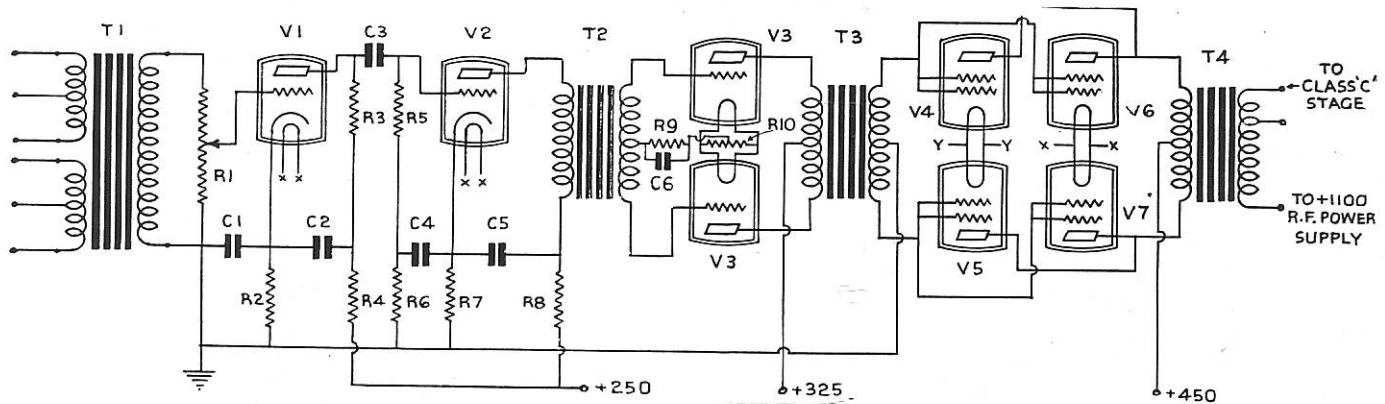 T1
V1
C3
V2
T2
V3
T3
T4
R1
R3
R5
R9
R10
C6
V4
V6
Y
Y
X
X
TO
CLASS 'C'
STAGE
x x
x x
C1
C2
C4
C5
V3
V5
V7
TO +1100
R.F. POWER
SUPPLY
R2
R4
R6
R7
R8
+250
+325
+450